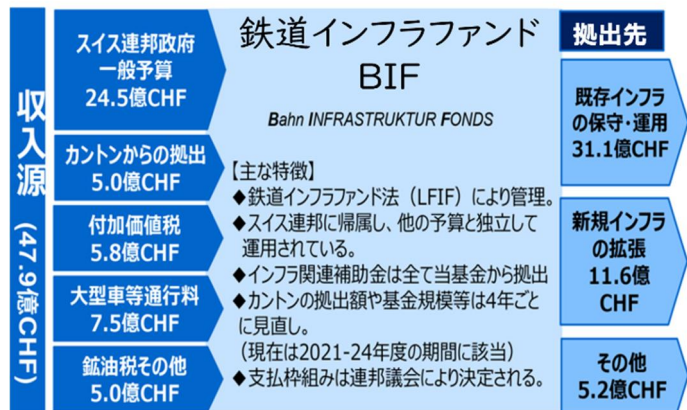 収入源(47.9億CHF)
スイス連邦政府
一般予算
24.5億CHF
カントンからの拠出
5.0億CHF
付加価値税
5.8億CHF
大型車等通行料
7.5億CHF
鉱油税その他
5.0億CHF
鉄道インフラファンド
BIF
Bahn INFRASTRUKTUR FONDS
【主な特徴】
◆鉄道インフラファンド法(LFIF)により管理。
◆スイス連邦に帰属し、他の予算と独立して
運用されている。
◆インフラ関連補助金は全て当基金から拠出
◆カントンの拠出額や基金規模等は4年ごと
に見直し。
(現在は2021-24年度の期間に該当)
◆支払枠組みは連邦議会により決定される。
拠出先
既存インフラ
の保守・運用
31.1億CHF
新規インフラ
の拡張
11.6億
CHF
その他
5.2億CHF